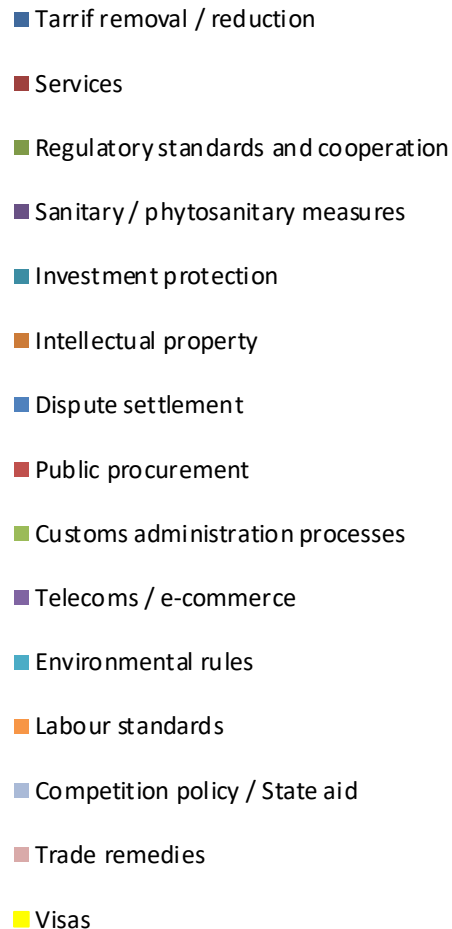 Tarrif removal / reduction
Services
Regulatory standards and cooperation
Sanitary / phytosanitary measures
Investment protection
Intellectual property
Dispute settlement
Public procurement
Customs administration processes
Telecoms / e-commerce
Environmental rules
Labour standards
Competition policy / State aid
Trade remedies
Visas